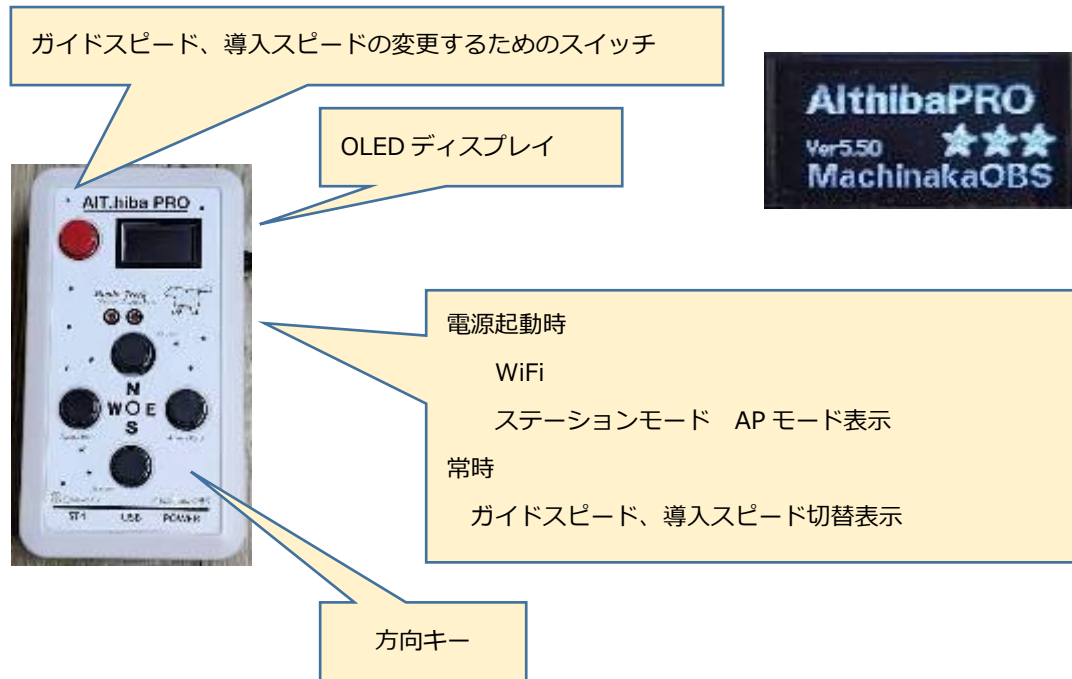 ガイドスピード、導入スピードの変更するためのスイッチ
OLED ディスプレイ
AlthibaPRO
Ver5.50
MachinakaOBS
AIT.hiba PRO
電源起動時
WiFi
ステーションモード　AP モード表示
常時
ガイドスピード、導入スピード切替表示
N
W E
S
ST4 USB POWER
方向キー